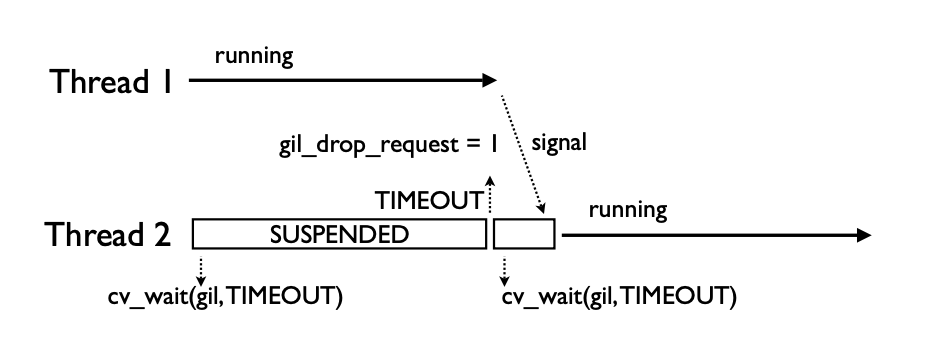 running
Thread 1
gil_drop_request = 1
signal
TIMEOUT
running
Thread 2
SUSPENDED
cv_wait(gil,TIMEOUT)
cv_wait(gil,TIMEOUT)